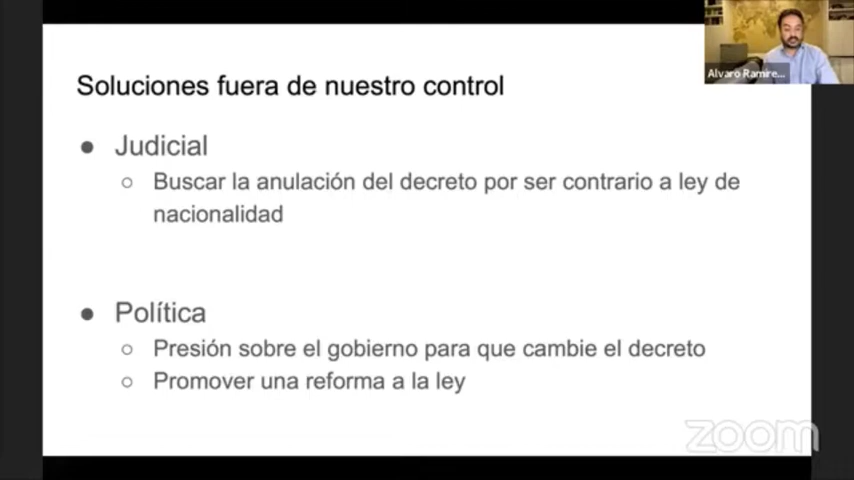 Soluciones fuera de nuestro control
Alvaro Ramire...
● Judicial
○ Buscar la anulación del decreto por ser contrario a ley de
nacionalidad
● Política
○ Presión sobre el gobierno para que cambie el decreto
○ Promover una reforma a la ley
zoom